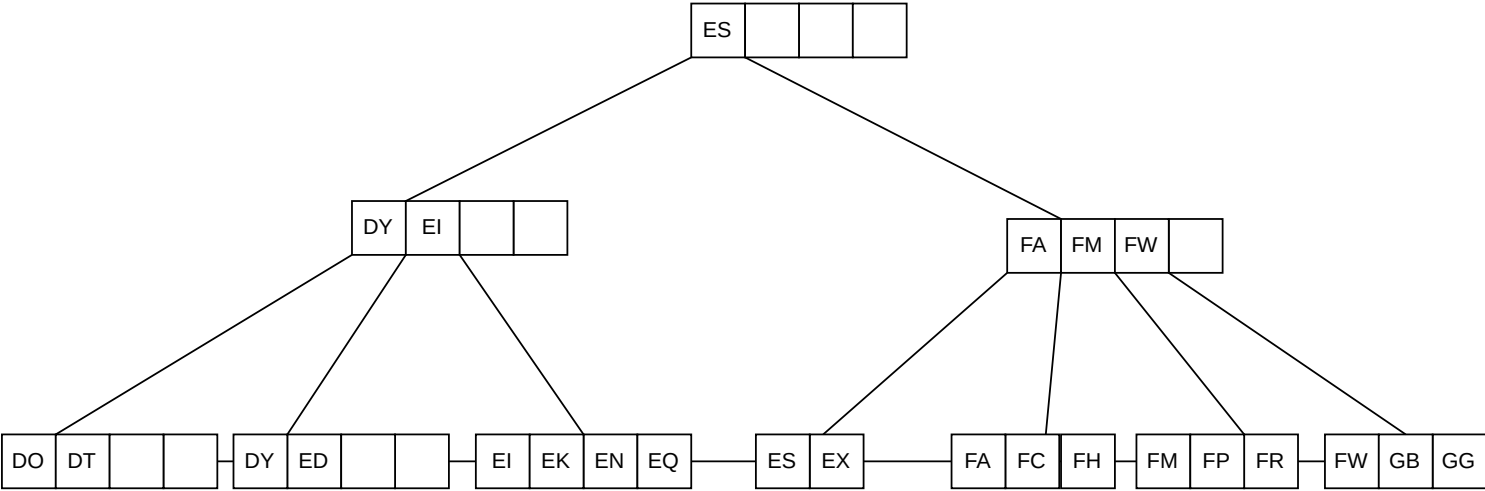 ES
DY EI
FA FM FW
DO DT DY ED EI EK EN EQ ES EX FA FC FH FM FP FR FW GB GG